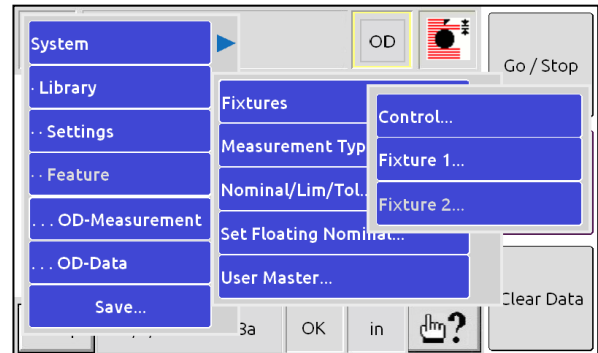 System
OD
Go / Stop
· Library
Fixtures
Control...
· · Settings
Measurement Typ
Fixture 1...
· · Feature
Nominal/Lim/Tol..
Fixture 2...
. . . OD-Measurement
Set Floating Nominal...
. . . OD-Data
User Master...
Save...
Clear Data
OK
in
?